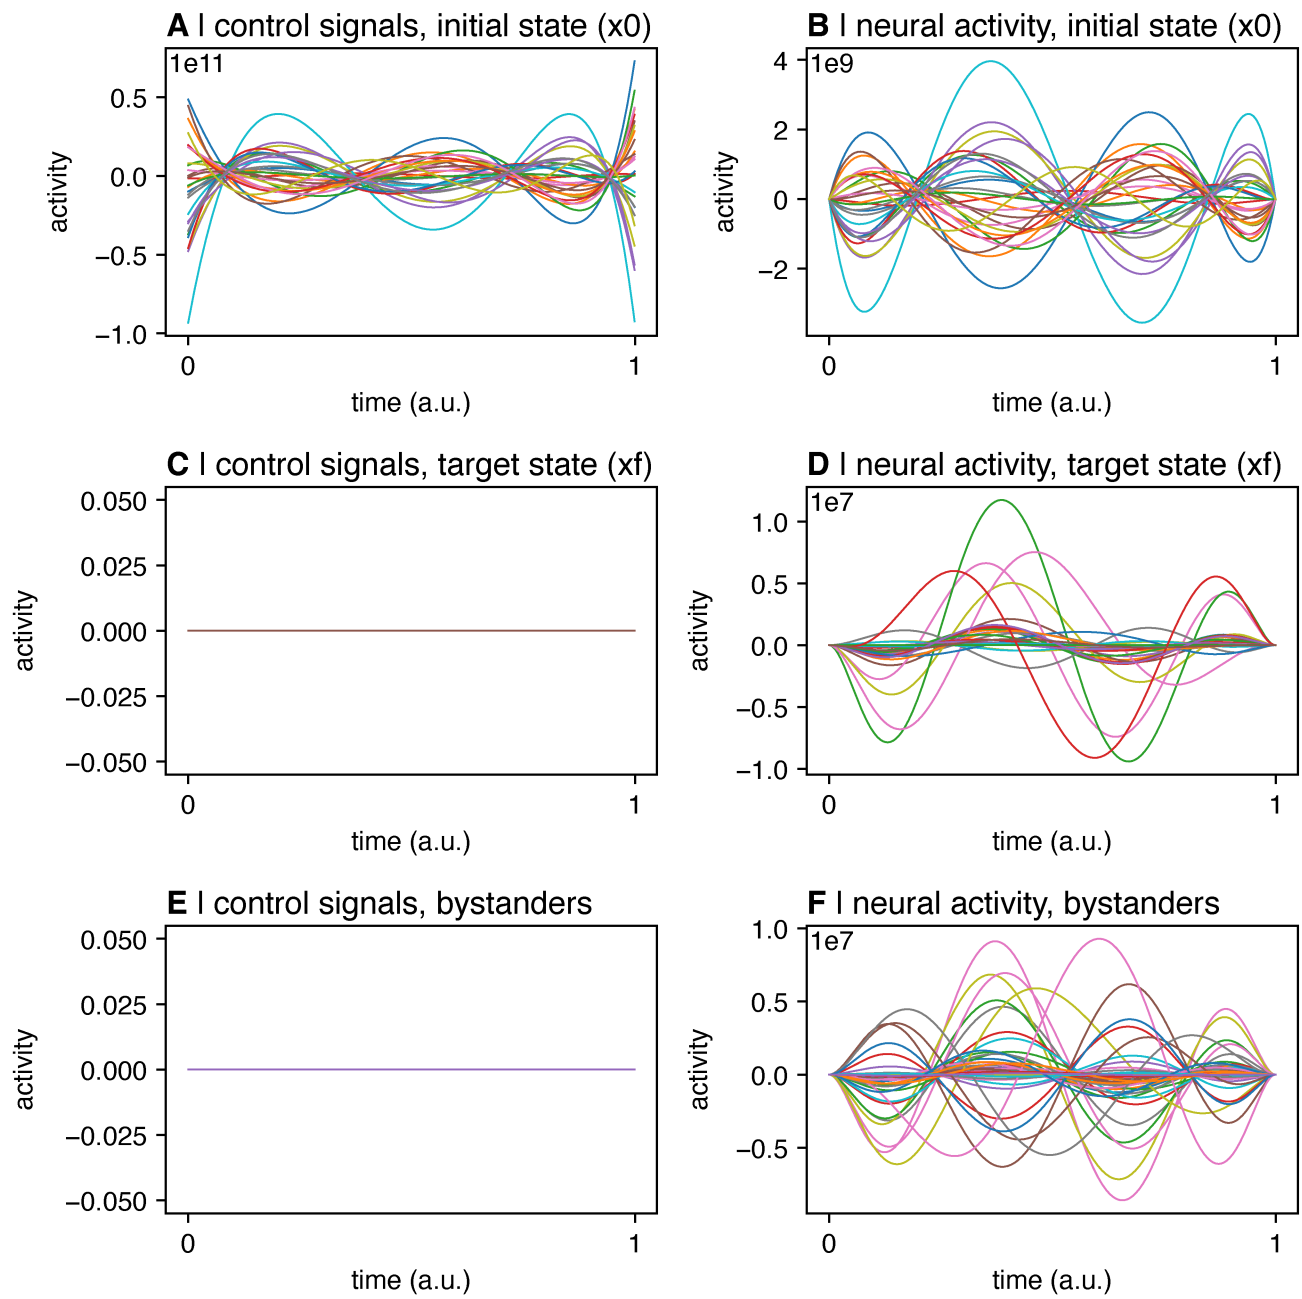 A | control signals, initial state (x0)
1e11
0.5
0.0
−0.5
−1.0
activity
0
1
time (a.u.)
B | neural activity, initial state (x0)
1e9
4
2
0
−2
activity
0
1
time (a.u.)
C | control signals, target state (xf)
0.050
0.025
0.000
−0.025
−0.050
activity
0
1
time (a.u.)
D | neural activity, target state (xf)
1e7
1.0
0.5
0.0
−0.5
−1.0
activity
0
1
time (a.u.)
E | control signals, bystanders
0.050
0.025
0.000
−0.025
−0.050
activity
0
1
time (a.u.)
F | neural activity, bystanders
1.0
1e7
0.5
0.0
−0.5
activity
0
1
time (a.u.)